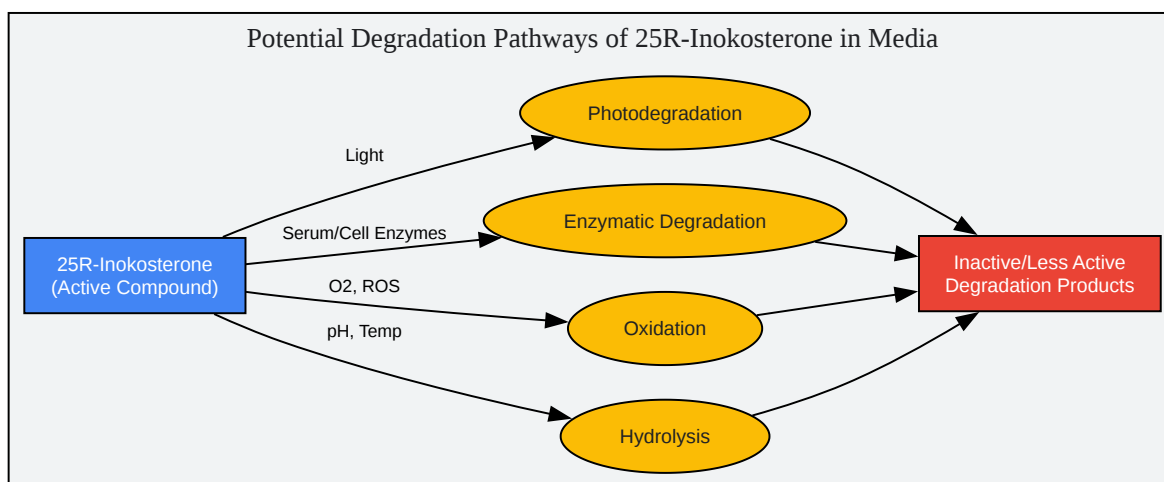 Potential Degradation Pathways of 25R-Inokosterone in Media
Photodegradation
Light
Serum/Cell Enzymes
Enzymatic Degradation
25R-Inokosterone
(Active Compound)
Inactive/Less Active
Degradation Products
O2, ROS
Oxidation
pH, Temp
Hydrolysis